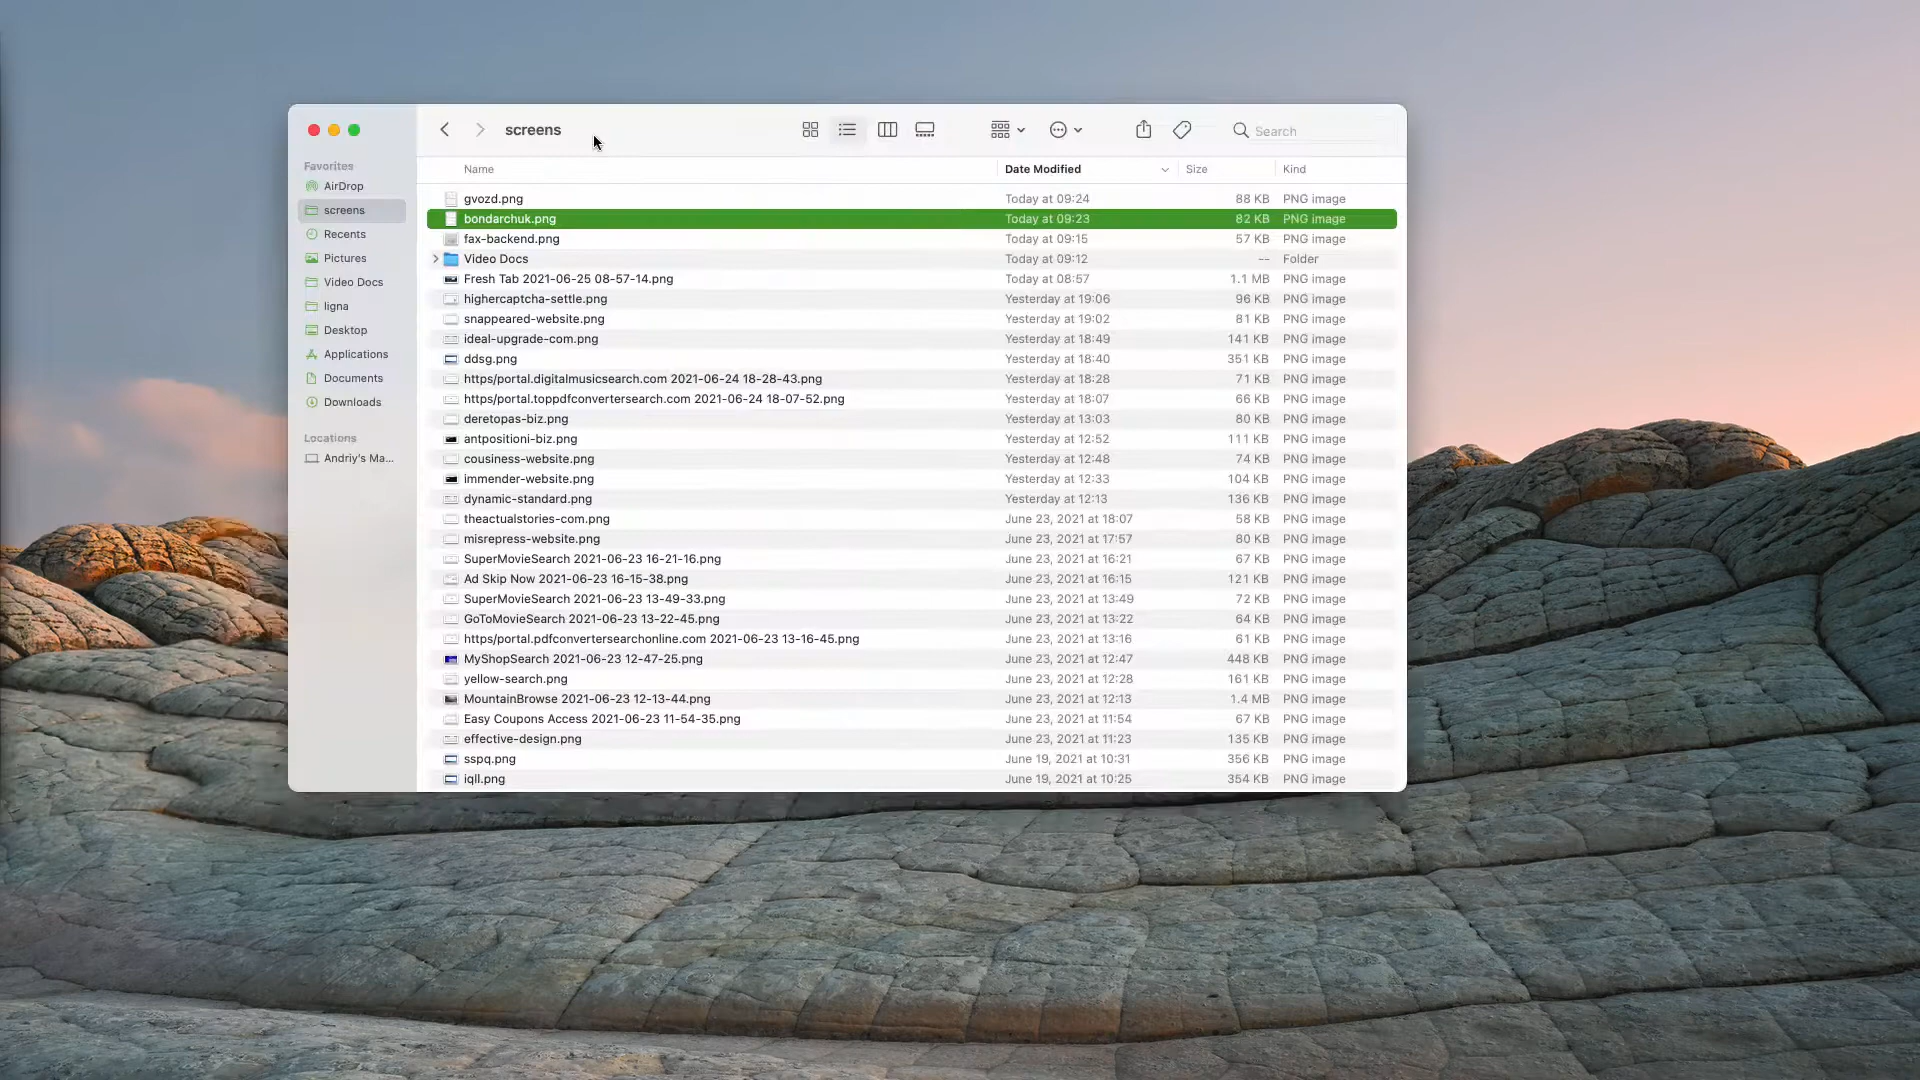 screens
Search
Favorites
AirDrop
screens
Recents
Pictures
Video Docs
ligna
Desktop
Applications
Documents
Downloads
Locations
Andriy's Ma...
Name Date Modified Size Kind
gvozd.png Today at 09:24 88 KB PNG image
bondarchuk.png Today at 09:23 82 KB PNG image
fax-backend.png Today at 09:15 57 KB PNG image
Video Docs Today at 09:12 -- Folder
Fresh Tab 2021-06-25 08-57-14.png Today at 08:57 1.1 MB PNG image
highercaptcha-settle.png Yesterday at 19:06 96 KB PNG image
snappeared-website.png Yesterday at 19:02 81 KB PNG image
ideal-upgrade-com.png Yesterday at 18:49 141 KB PNG image
ddsg.png Yesterday at 18:40 351 KB PNG image
https/portal.digitalmusicsearch.com 2021-06-24 18-28-43.png Yesterday at 18:28 71 KB PNG image
https/portal.toppdfconvertersearch.com 2021-06-24 18-07-52.png Yesterday at 18:07 66 KB PNG image
deretopas-biz.png Yesterday at 13:03 80 KB PNG image
antpositioni-biz.png Yesterday at 12:52 111 KB PNG image
cousiness-website.png Yesterday at 12:48 74 KB PNG image
immender-website.png Yesterday at 12:33 104 KB PNG image
dynamic-standard.png Yesterday at 12:13 136 KB PNG image
theactualstories-com.png June 23, 2021 at 18:07 58 KB PNG image
misrepress-website.png June 23, 2021 at 17:57 80 KB PNG image
SuperMovieSearch 2021-06-23 16-21-16.png June 23, 2021 at 16:21 67 KB PNG image
Ad Skip Now 2021-06-23 16-15-38.png June 23, 2021 at 16:15 121 KB PNG image
SuperMovieSearch 2021-06-23 13-49-33.png June 23, 2021 at 13:49 72 KB PNG image
GoToMovieSearch 2021-06-23 13-22-45.png June 23, 2021 at 13:22 64 KB PNG image
https/portal.pdfconvertersearchonline.com 2021-06-23 13-16-45.png June 23, 2021 at 13:16 61 KB PNG image
MyShopSearch 2021-06-23 12-47-25.png June 23, 2021 at 12:47 448 KB PNG image
yellow-search.png June 23, 2021 at 12:28 161 KB PNG image
MountainBrowse 2021-06-23 12-13-44.png June 23, 2021 at 12:13 1.4 MB PNG image
Easy Coupons Access 2021-06-23 11-54-35.png June 23, 2021 at 11:54 67 KB PNG image
effective-design.png June 23, 2021 at 11:23 135 KB PNG image
sspq.png June 19, 2021 at 10:31 356 KB PNG image
iqll.png June 19, 2021 at 10:25 354 KB PNG image